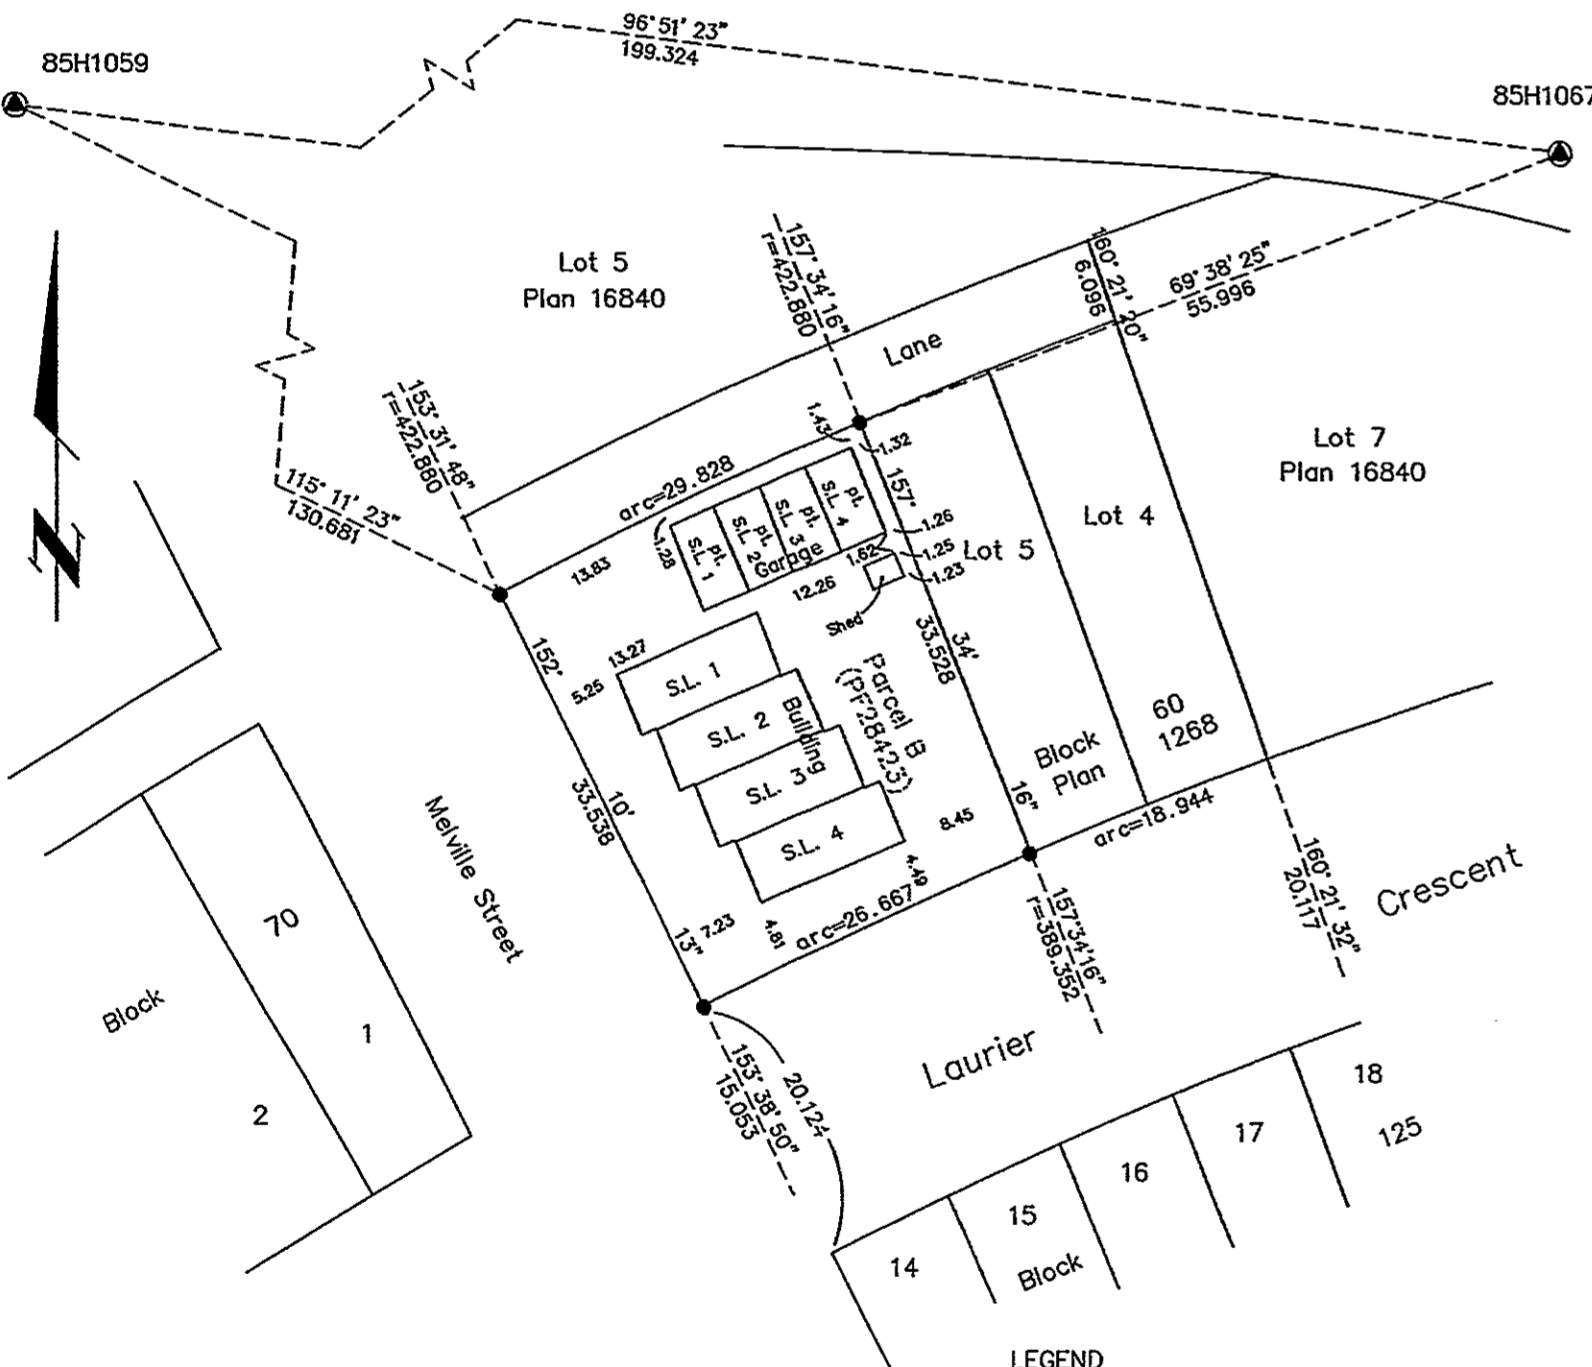 96°51'23"
199.324
85H1059
85H1067
Lot 5
Plan 16840
157°34'16"
r=422.880
160°21'20"
6.096
69°38'25"
55.996
Lane
153°31'48"
r=422.880
115°11'23"
130.681
N
arc=29.828
1.43
1.32
157°
Lot 7
Plan 16840
Lot 4
Lot 5
1.28
13.83
pt.
S.L. 1
pt.
S.L. 2
pt.
S.L. 3
pt.
S.L. 4
Garage
1.26
1.25
1.23
1.62
12.26
Shed
152°
13.27
5.25
34'
33.528
S.L. 1
S.L. 2
S.L. 3
S.L. 4
Building
Parcel B
(PF28423)
60
1268
Block
Plan
16"
10'
33.538
Melville Street
8.45
4.49
arc=18.944
arc=26.667
7.23
13"
4.81
157°34'16"
r=389.352
160°21'32"
20.117
Crescent
Laurier
70
Block
1
2
153°38'50"
15.053
20.124
18
125
17
16
15
14
Block
LEGEND